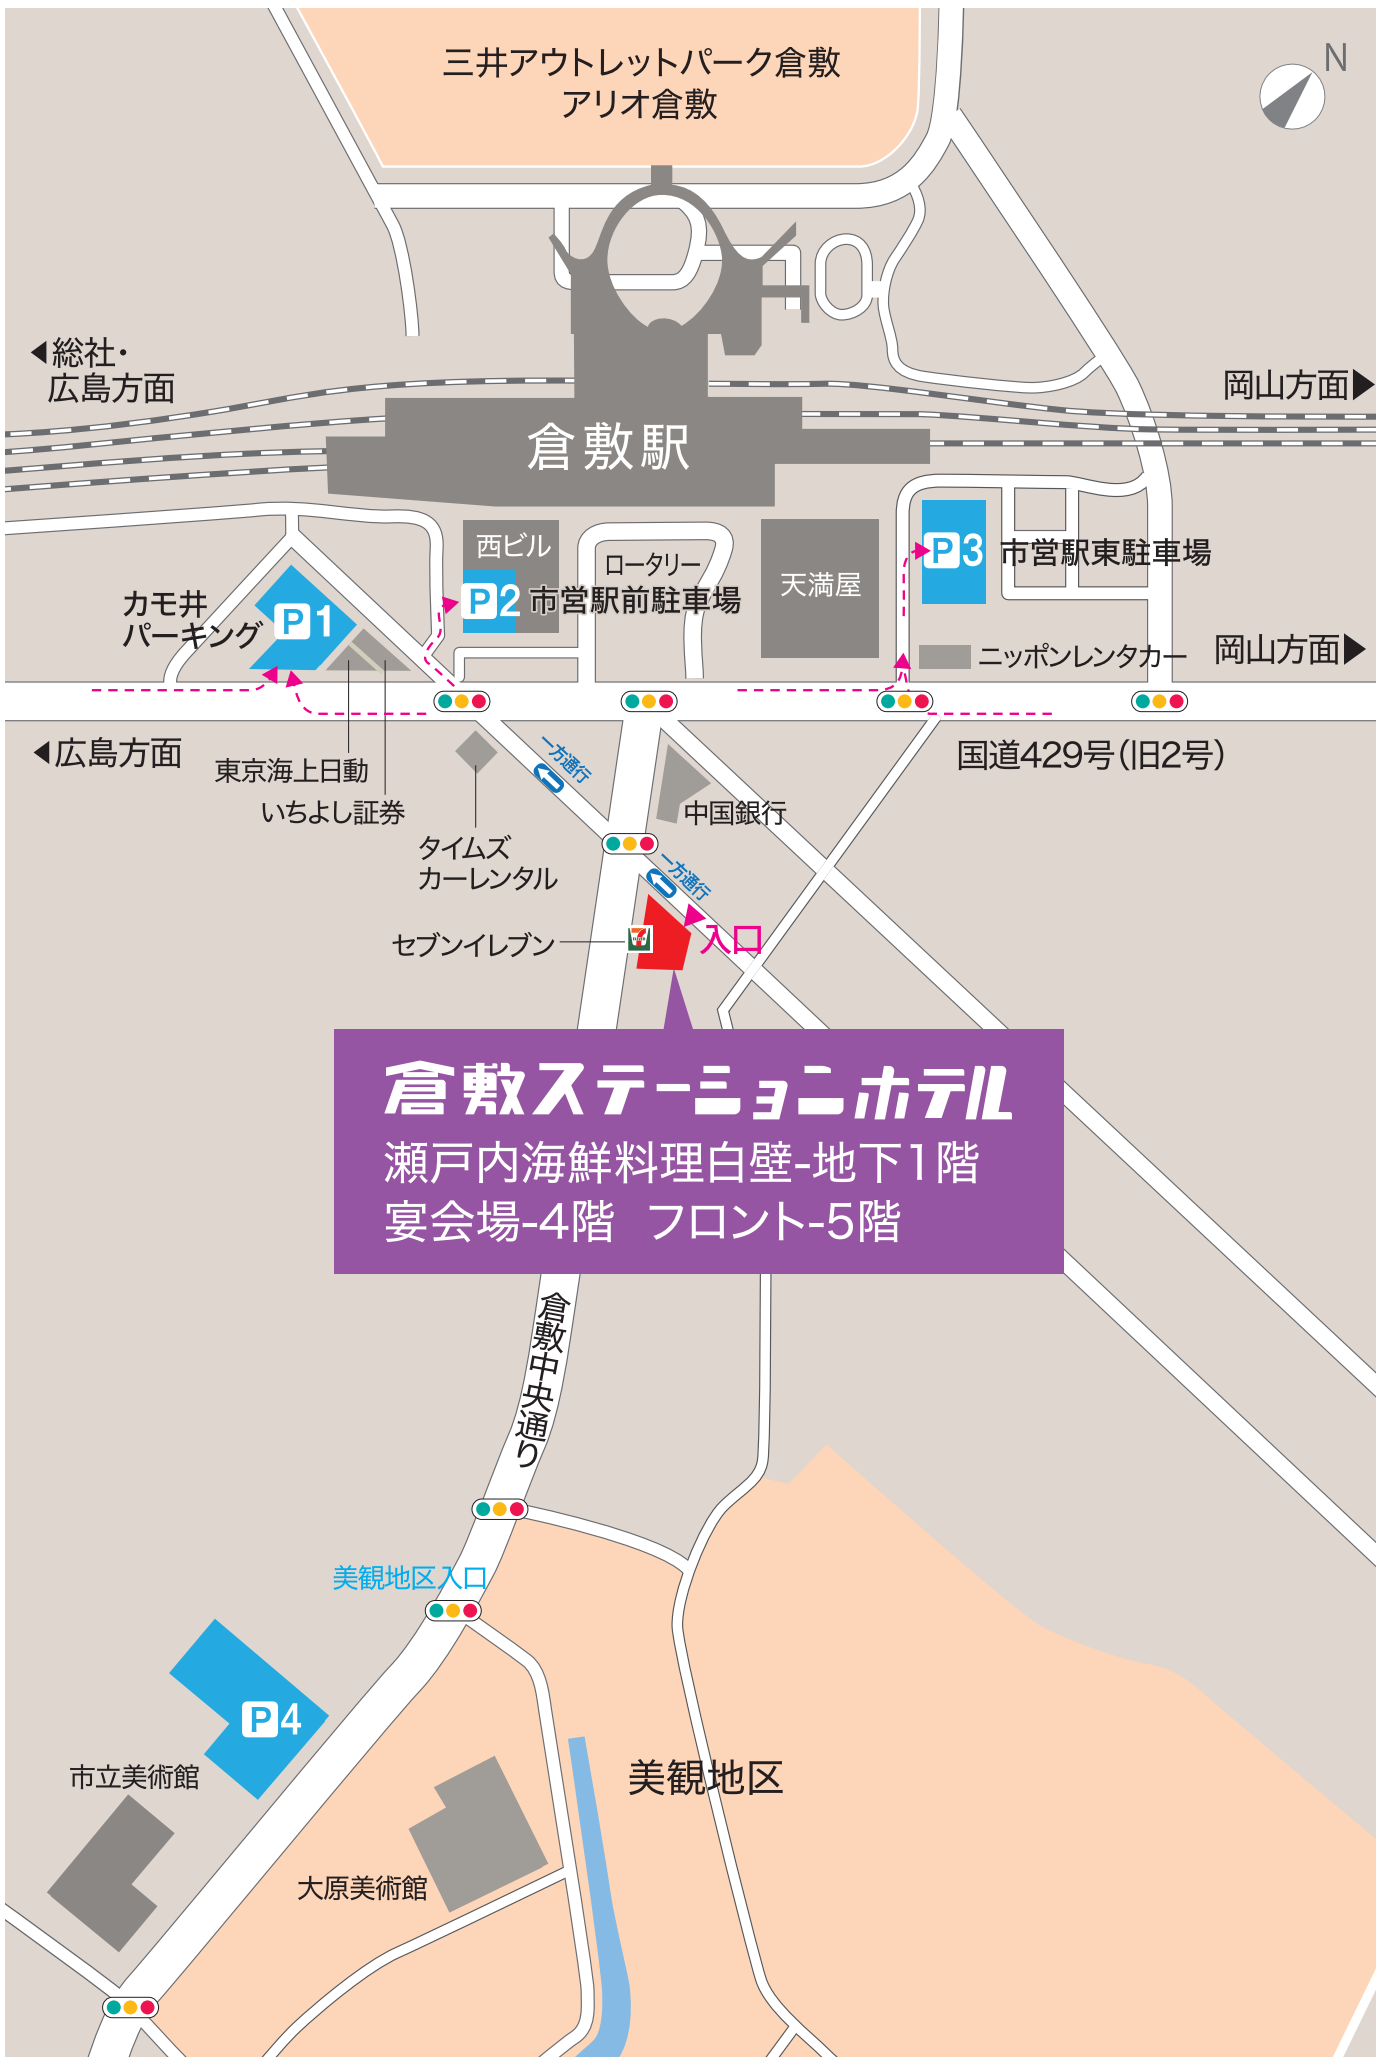 三井アウトレットパーク倉敷
アリオ倉敷
N
総社・
広島方面
岡山方面
倉敷駅
西ビル
ロータリー
天満屋
P3 市営駅東駐車場
P2 市営駅前駐車場
カモ井
パーキング
P1
ニッポンレンタカー
岡山方面
広島方面
国道429号(旧2号)
東京海上日動
いちよし証券
一方通行
中国銀行
タイムズ
カーレンタル
一方通行
セブンイレブン
7
入口
倉敷ステーションホテル
瀬戸内海鮮料理白壁-地下1階
宴会場-4階 フロント-5階
倉敷中央通り
美観地区入口
P4
市立美術館
美観地区
大原美術館